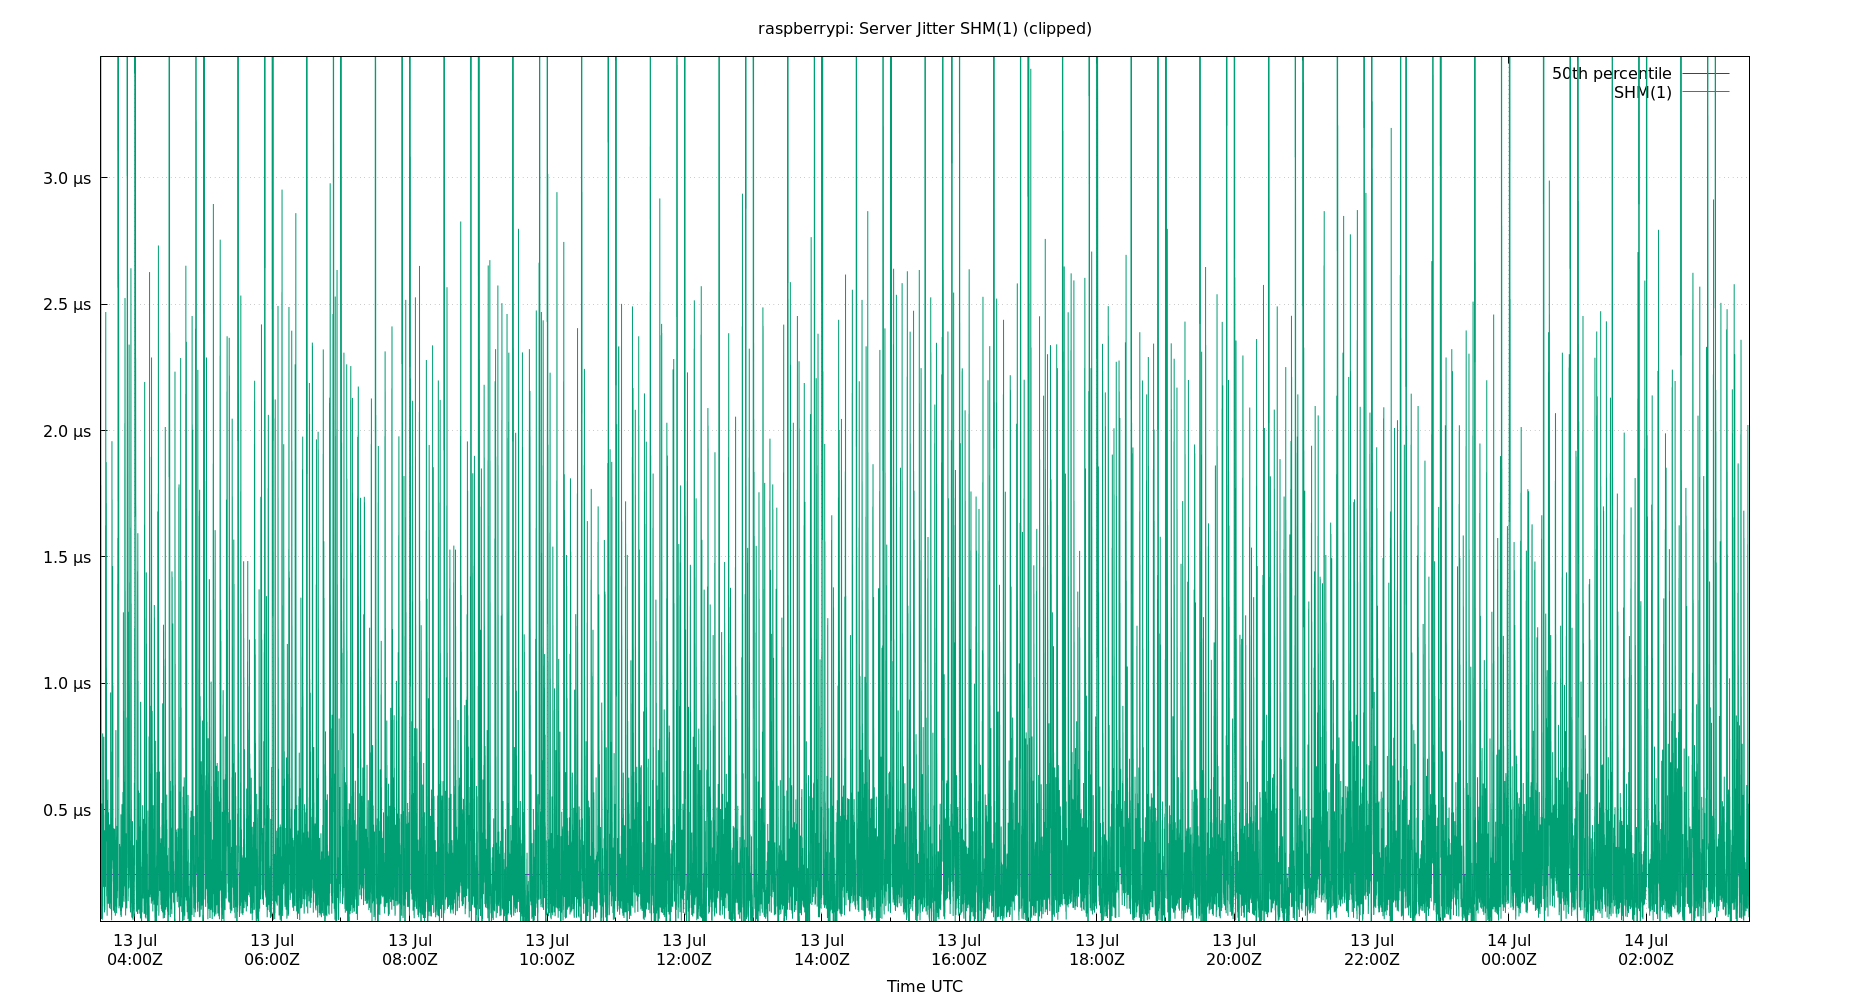 raspberrypi: Server Jitter SHM(1) (clipped)
50th percentile
SHM(1)
3.0 µs
2.5 µs
2.0 µs
1.5 µs
1.0 µs
0.5 µs
13 Jul 13 Jul 13 Jul 13 Jul 13 Jul 13 Jul 13 Jul 13 Jul 13 Jul 13 Jul 14 Jul 14 Jul
04:00Z 06:00Z 08:00Z 10:00Z 12:00Z 14:00Z 16:00Z 18:00Z 20:00Z 22:00Z 00:00Z 02:00Z
Time UTC